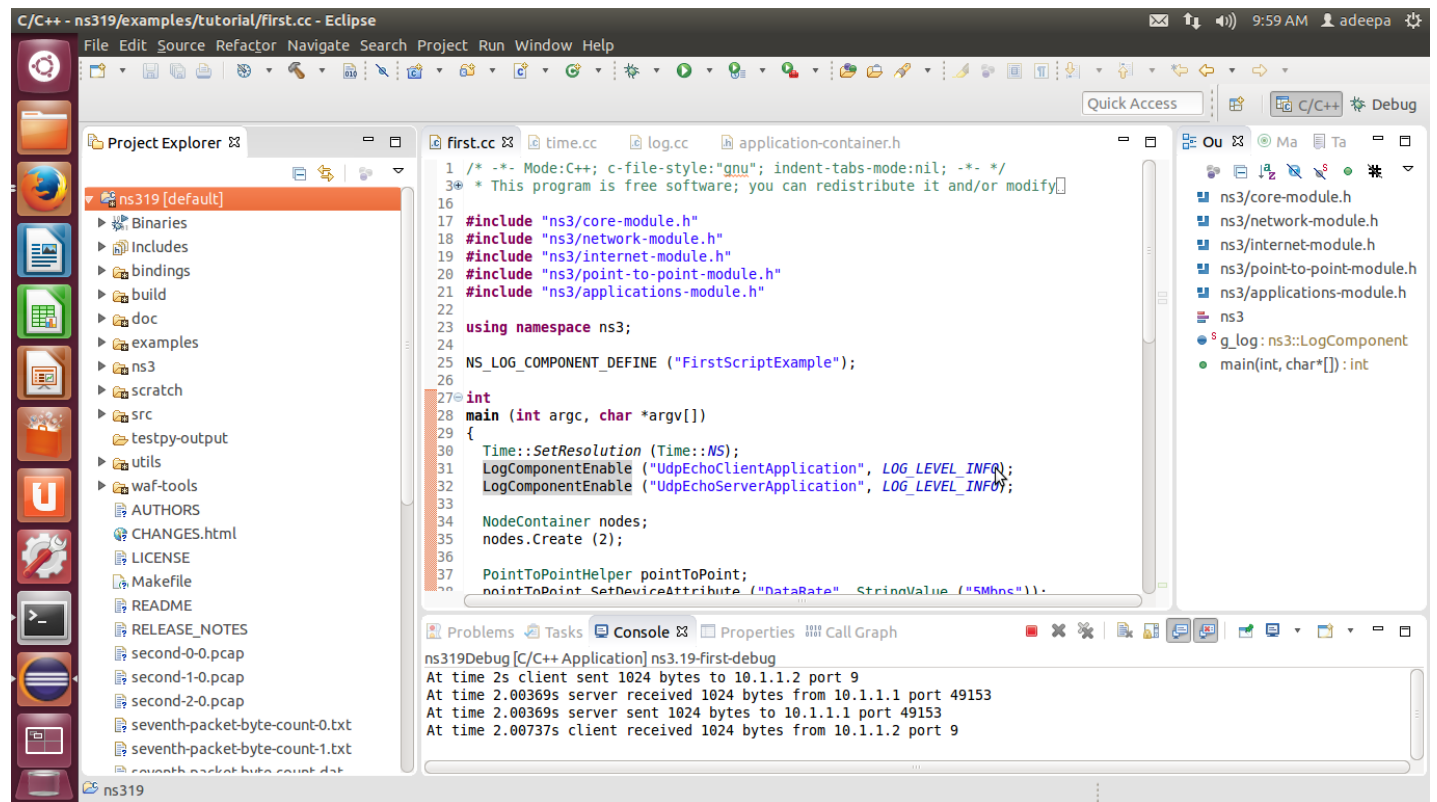 C/C++ - ns319/examples/tutorial/first.cc - Eclipse
9:59 AM adeepa
File Edit Source Refactor Navigate Search Project Run Window Help
Quick Access
C/C++ Debug
Project Explorer
ns319 [default]
Binaries
Includes
bindings
build
doc
examples
ns3
scratch
src
testpy-output
utils
waf-tools
AUTHORS
CHANGES.html
LICENSE
Makefile
README
RELEASE_NOTES
second-0-0.pcap
second-1-0.pcap
second-2-0.pcap
seventh-packet-byte-count-0.txt
seventh-packet-byte-count-1.txt
seventh-packet-byte-count.dat
first.cc time.cc log.cc application-container.h
1 /* -*- Mode:C++; c-file-style:"gnu"; indent-tabs-mode:nil; -*- */
3 * This program is free software; you can redistribute it and/or modify
16
17 #include "ns3/core-module.h"
18 #include "ns3/network-module.h"
19 #include "ns3/internet-module.h"
20 #include "ns3/point-to-point-module.h"
21 #include "ns3/applications-module.h"
22
23 using namespace ns3;
24
25 NS_LOG_COMPONENT_DEFINE ("FirstScriptExample");
26
27 int
28 main (int argc, char *argv[])
29 {
30 Time::SetResolution (Time::NS);
31 LogComponentEnable ("UdpEchoClientApplication", LOG_LEVEL_INFO);
32 LogComponentEnable ("UdpEchoServerApplication", LOG_LEVEL_INFO);
33
34 NodeContainer nodes;
35 nodes.Create (2);
36
37 PointToPointHelper pointToPoint;
38 pointToPoint.SetDeviceAttribute ("DataRate", StringValue ("5Mbps"));
Ou Ma Ta
ns3/core-module.h
ns3/network-module.h
ns3/internet-module.h
ns3/point-to-point-module.h
ns3/applications-module.h
ns3
g_log : ns3::LogComponent
main(int, char*[]) : int
Problems Tasks Console Properties Call Graph
ns319Debug [C/C++ Application] ns3.19-first-debug
At time 2s client sent 1024 bytes to 10.1.1.2 port 9
At time 2.00369s server received 1024 bytes from 10.1.1.1 port 49153
At time 2.00369s server sent 1024 bytes to 10.1.1.1 port 49153
At time 2.00737s client received 1024 bytes from 10.1.1.2 port 9
ns319